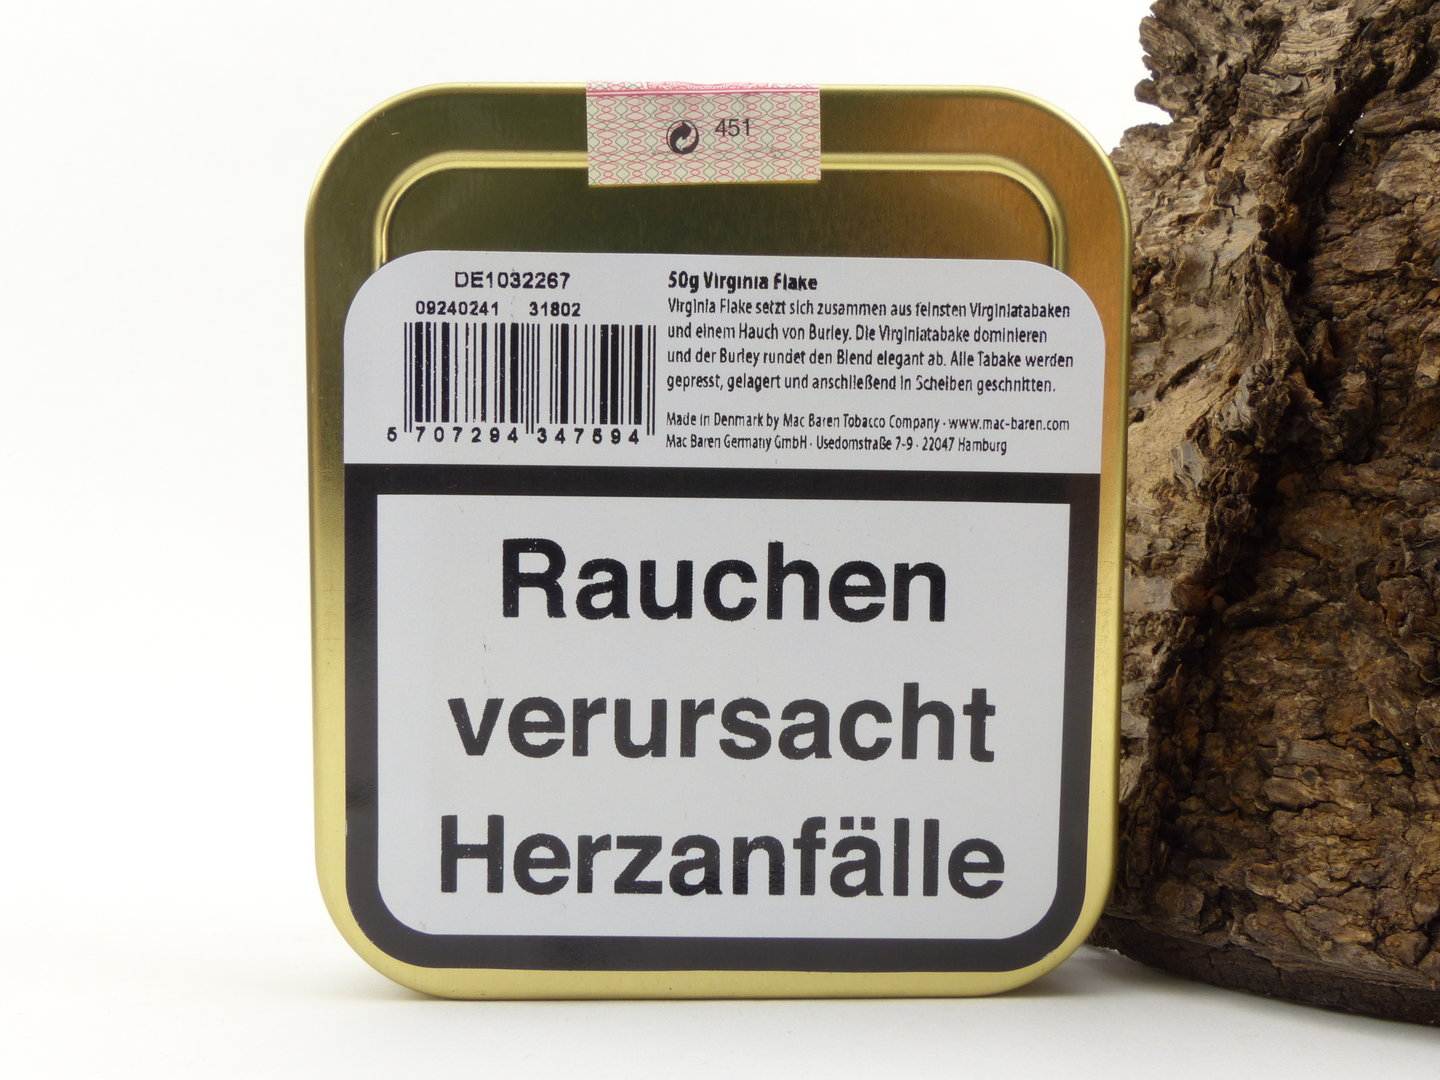 451
DE1032267
09240241 31802
5 707294 347594
50g Virginia Flake
Virginia Flake setzt sich zusammen aus feinsten Virginiatabaken
und einem Hauch von Burley. Die Virginiatabake dominieren
und der Burley rundet den Blend elegant ab. Alle Tabake werden
gepresst, gelagert und anschließend in Scheiben geschnitten.
Made in Denmark by Mac Baren Tobacco Company · www.mac-baren.com
Mac Baren Germany GmbH · Usedomstraße 7-9 · 22047 Hamburg
Rauchen
verursacht
Herzanfälle